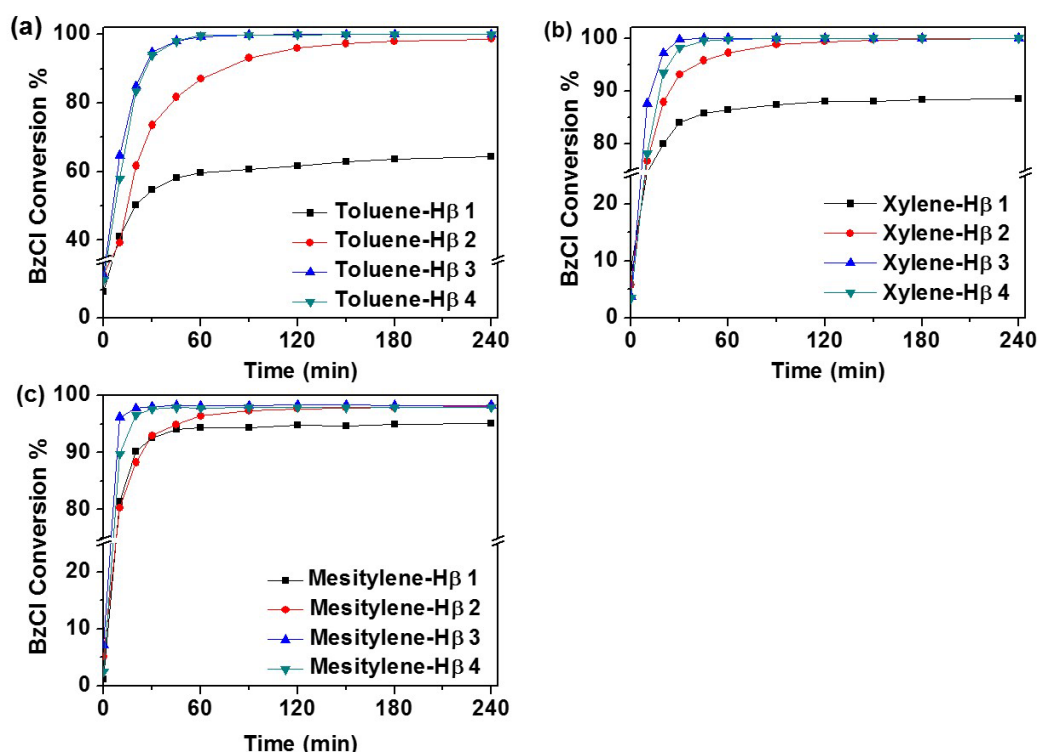 (a)
100
80
60
40
0
BzCl Conversion %
Toluene-Hβ 1
Toluene-Hβ 2
Toluene-Hβ 3
Toluene-Hβ 4
0 60 120 180 240
Time (min)
(b)
100
90
80
20
10
0
BzCl Conversion %
Xylene-Hβ 1
Xylene-Hβ 2
Xylene-Hβ 3
Xylene-Hβ 4
0 60 120 180 240
Time (min)
(c)
100
90
80
20
10
0
BzCl Conversion %
Mesitylene-Hβ 1
Mesitylene-Hβ 2
Mesitylene-Hβ 3
Mesitylene-Hβ 4
0 60 120 180 240
Time (min)